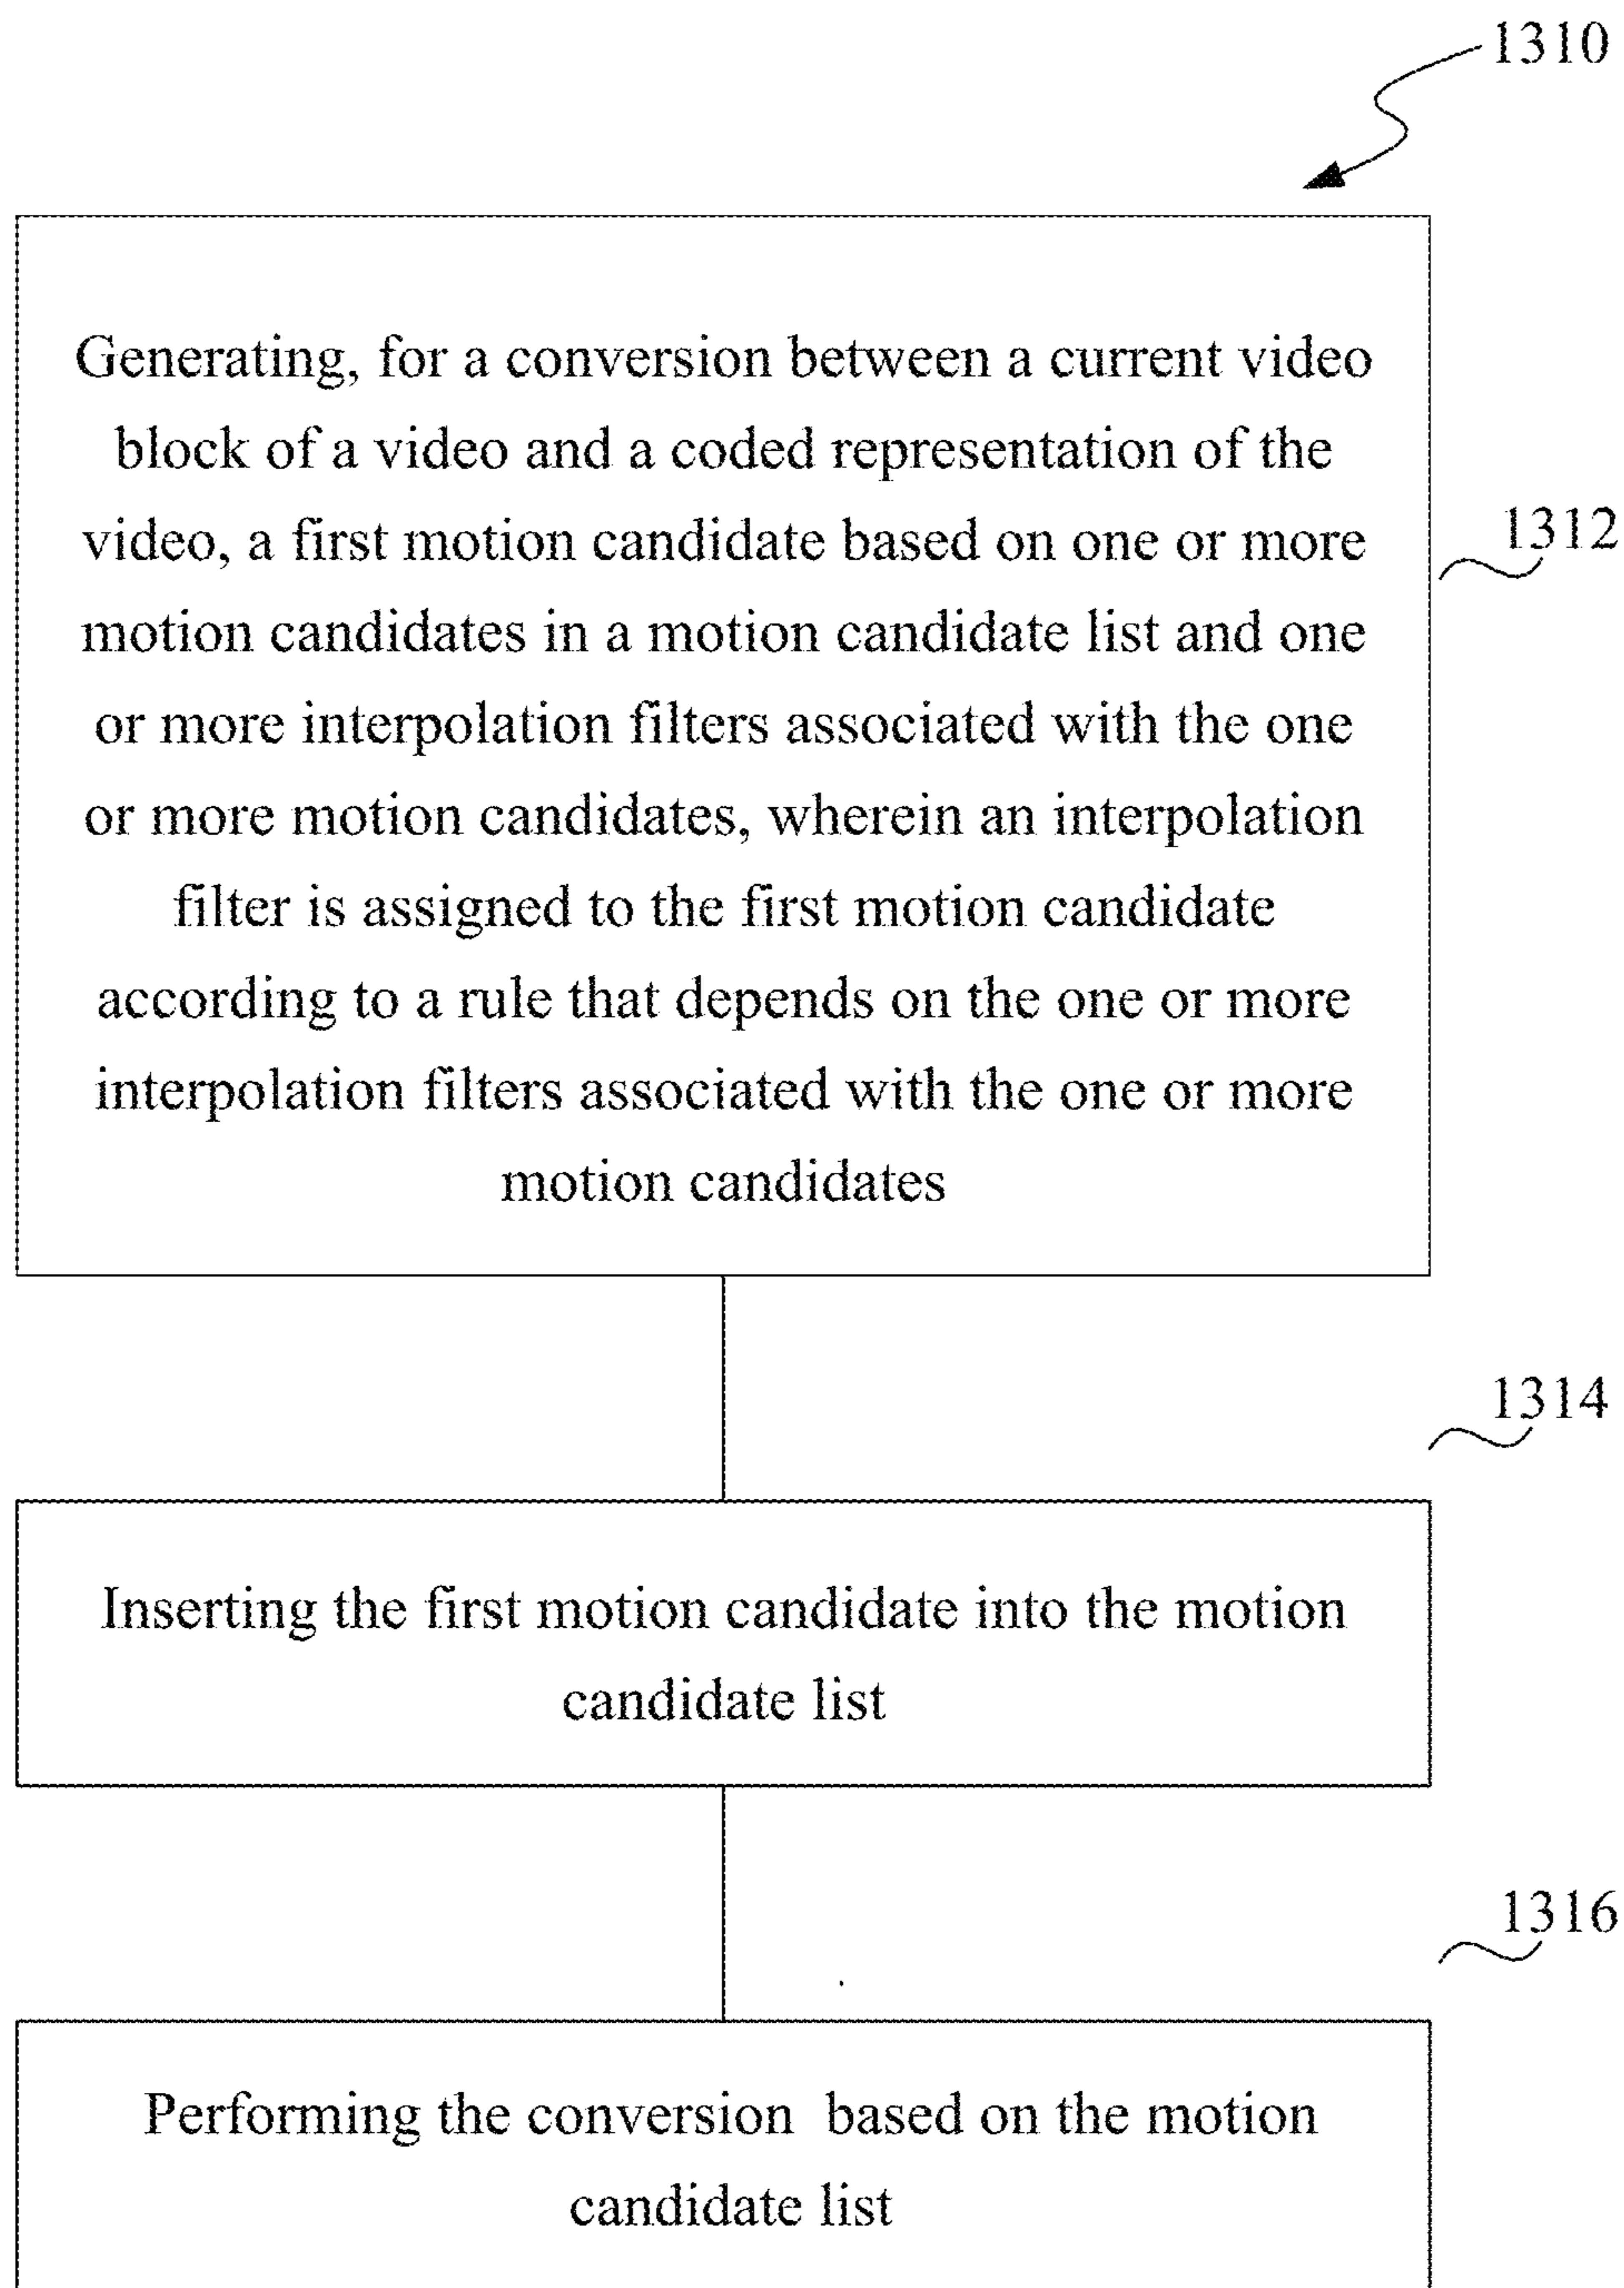 1310
Generating, for a conversion between a current video
block of a video and a coded representation of the
video, a first motion candidate based on one or more
motion candidates in a motion candidate list and one
or more interpolation filters associated with the one
or more motion candidates, wherein an interpolation
filter is assigned to the first motion candidate
according to a rule that depends on the one or more
interpolation filters associated with the one or more
motion candidates
1312
1314
Inserting the first motion candidate into the motion
candidate list
1316
Performing the conversion based on the motion
candidate list